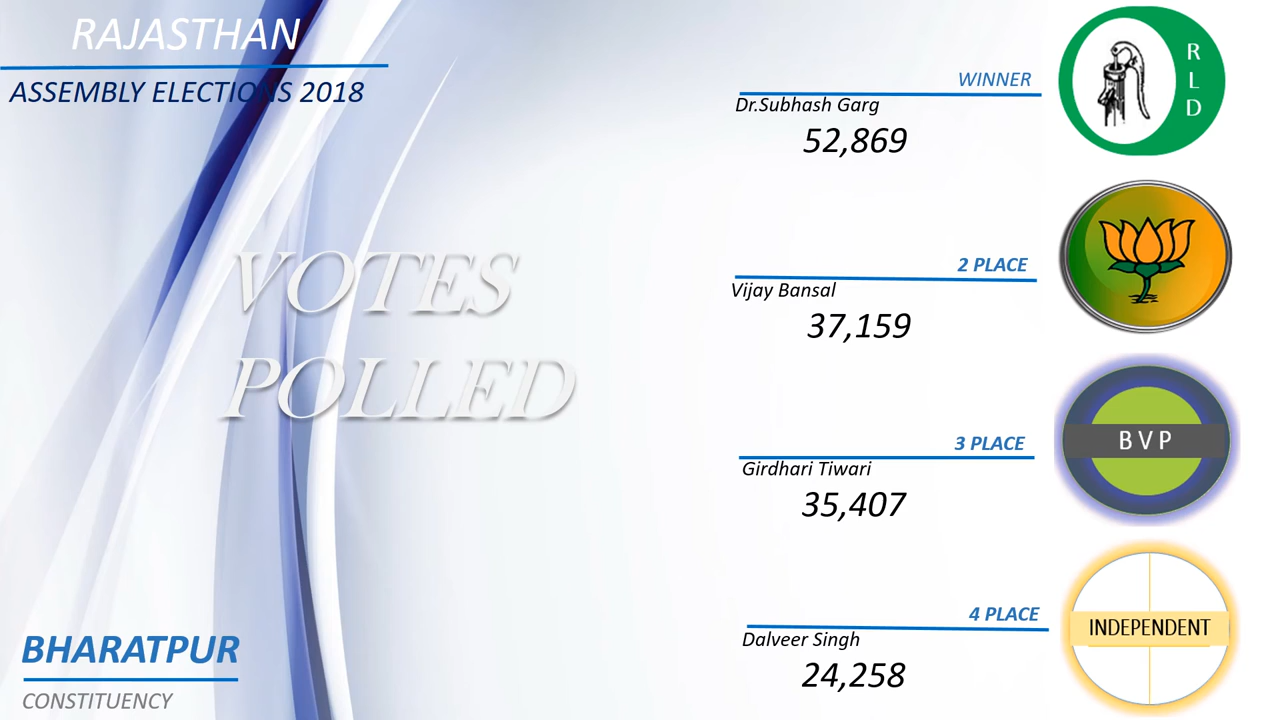 RAJASTHAN
ASSEMBLY ELECTIONS 2018
VOTES
POLLED
BHARATPUR
CONSTITUENCY
WINNER
Dr.Subhash Garg
52,869
R
L
D
2 PLACE
Vijay Bansal
37,159
3 PLACE
Girdhari Tiwari
35,407
BVP
4 PLACE
Dalveer Singh
24,258
INDEPENDENT